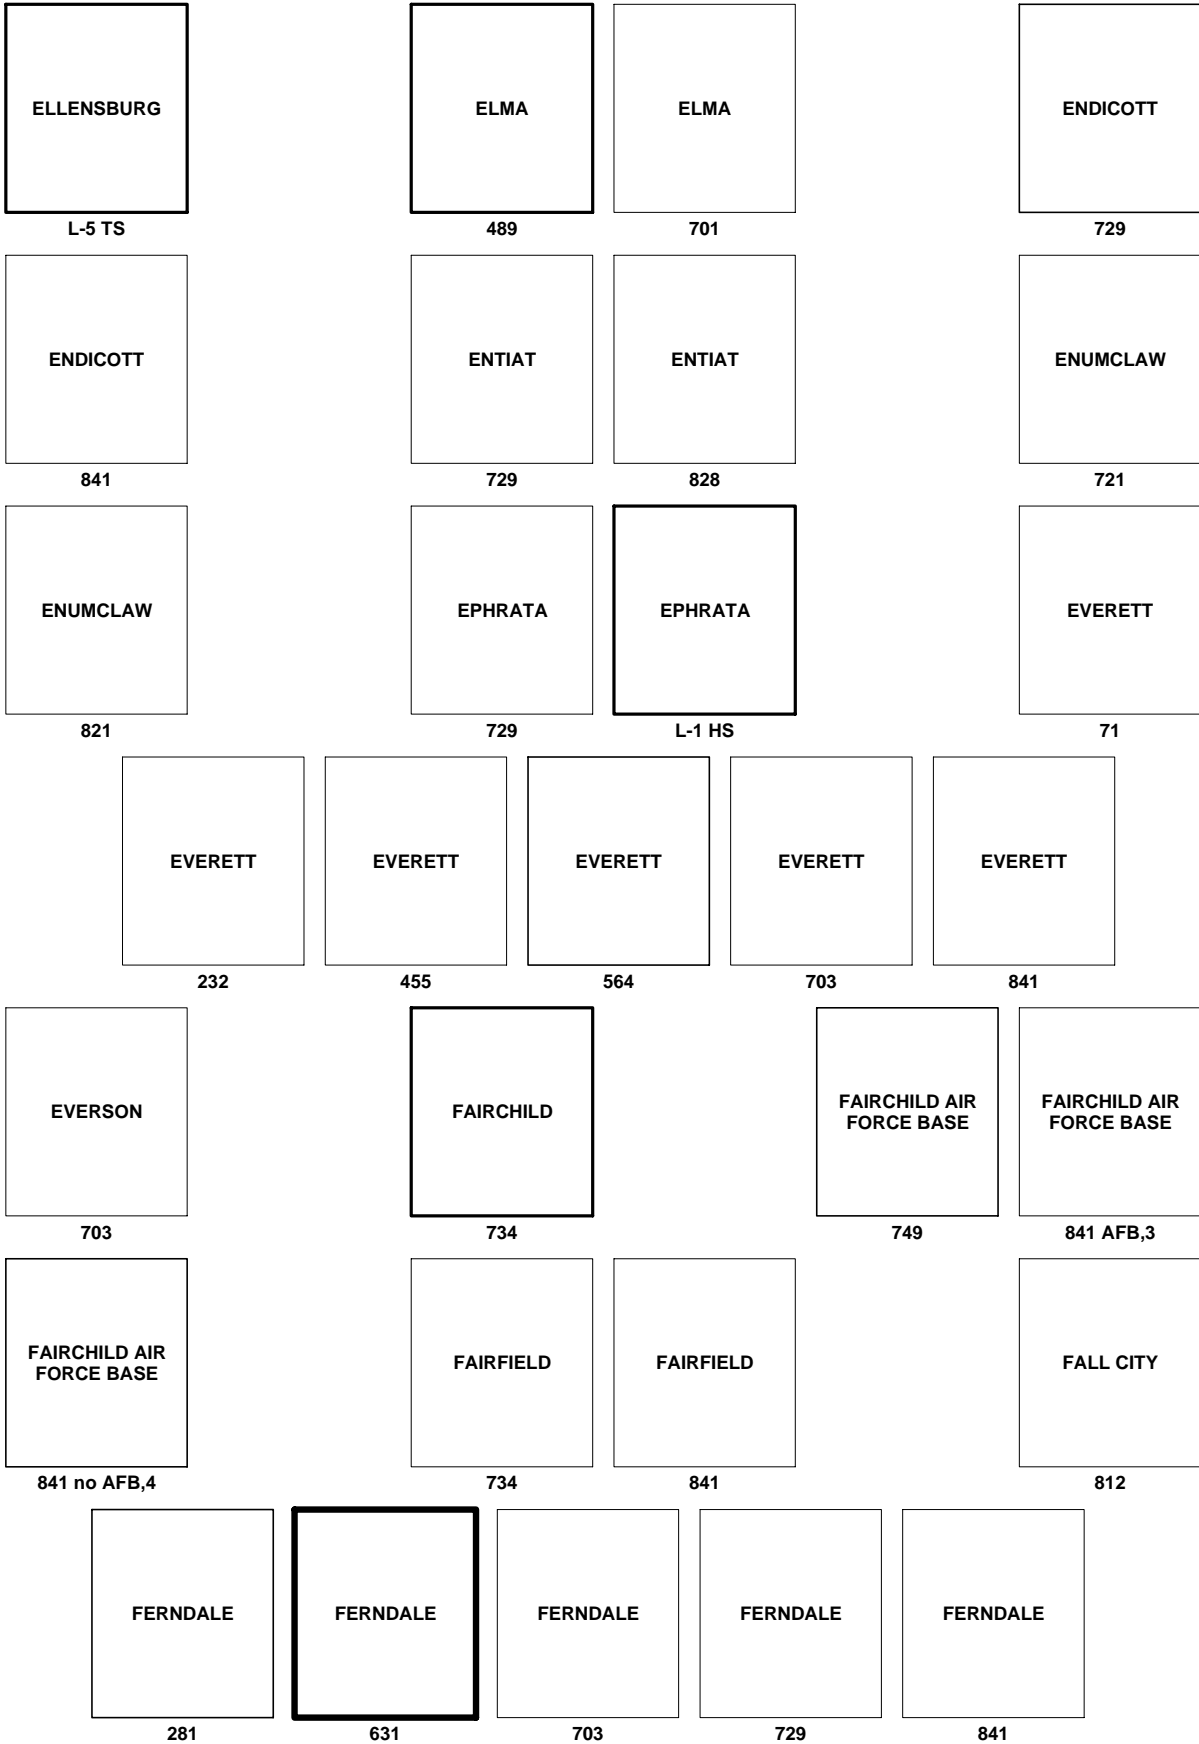 ELLENSBURG
L-5 TS
ELMA
489
ELMA
701
ENDICOTT
729
ENDICOTT
841
ENTIAT
729
ENTIAT
828
ENUMCLAW
721
ENUMCLAW
821
EPHRATA
729
EPHRATA
L-1 HS
EVERETT
71
EVERETT
232
EVERETT
455
EVERETT
564
EVERETT
703
EVERETT
841
EVERSON
703
FAIRCHILD
734
FAIRCHILD AIR
FORCE BASE
749
FAIRCHILD AIR
FORCE BASE
841 AFB,3
FAIRCHILD AIR
FORCE BASE
841 no AFB,4
FAIRFIELD
734
FAIRFIELD
841
FALL CITY
812
FERNDALE
281
FERNDALE
631
FERNDALE
703
FERNDALE
729
FERNDALE
841